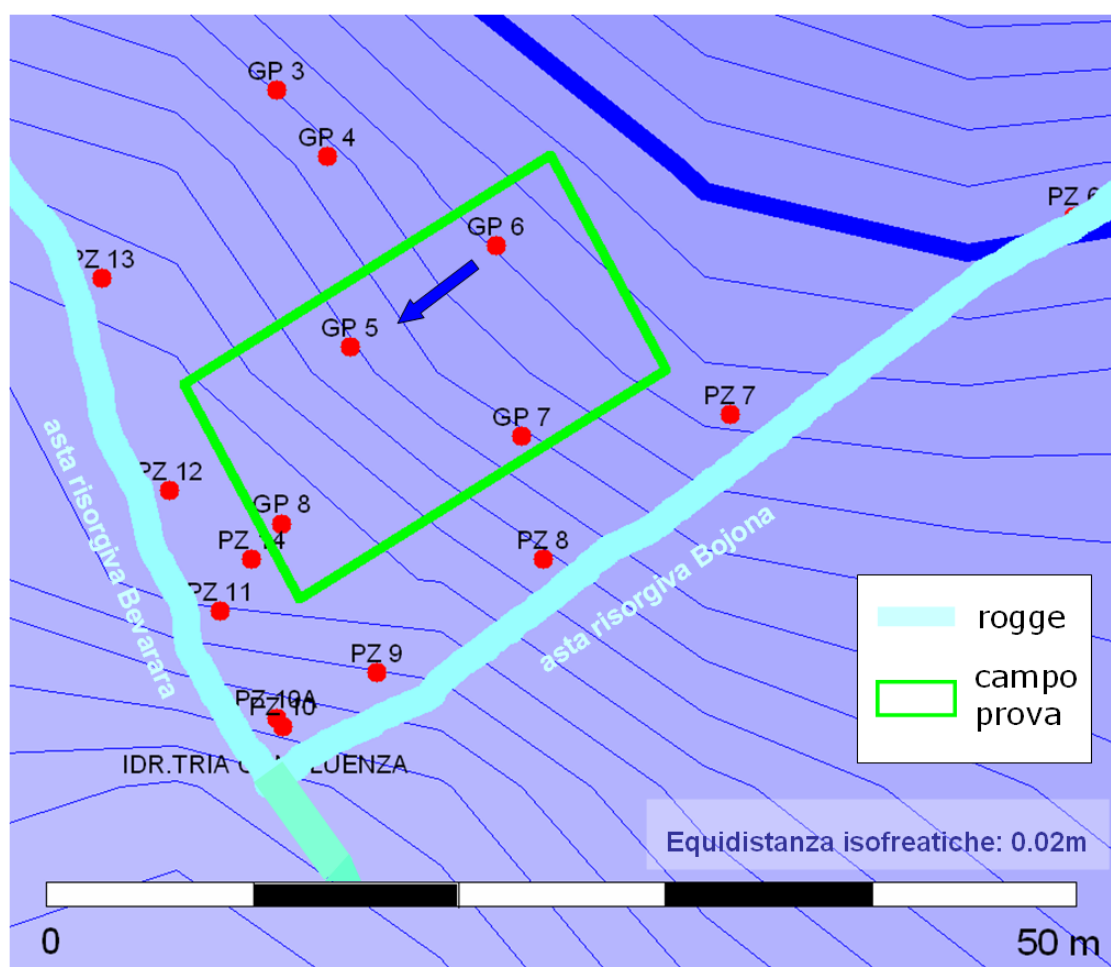 GP 3
GP 4
GP 6
PZ 6
PZ 13
GP 5
PZ 7
GP 7
PZ 12
GP 8
PZ 14
PZ 8
PZ 11
PZ 9
PZ 10A
PZ 10
asta risorgiva Bevarara
asta risorgiva Bojona
IDR.TRIA
rogge
campo
prova
Equidistanza isofreatiche: 0.02m
0
50 m